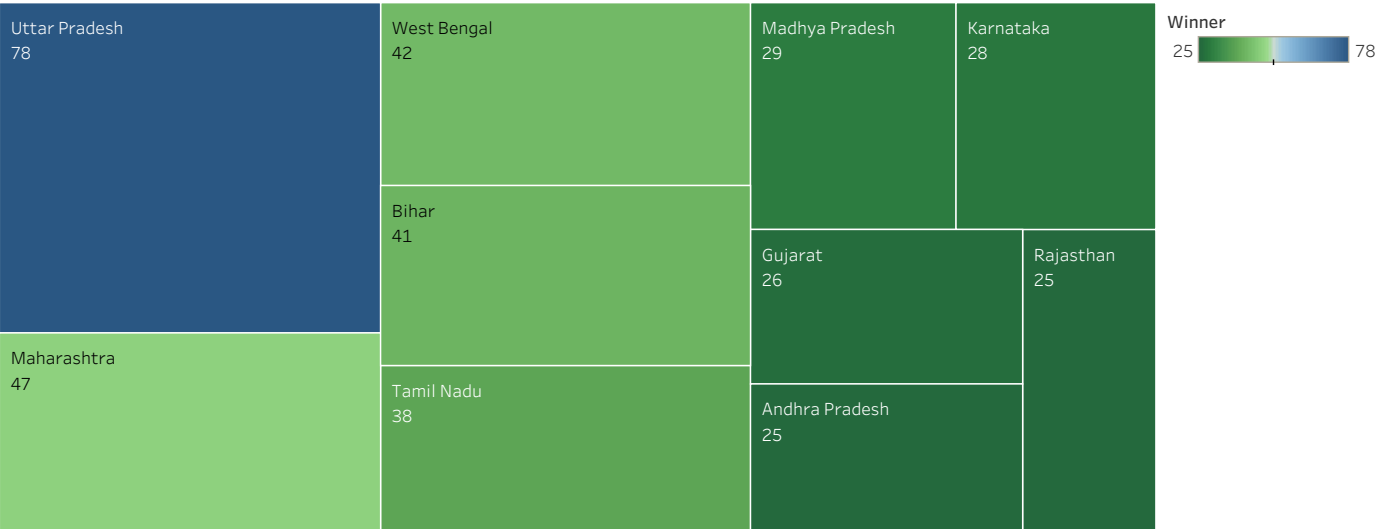 Uttar Pradesh
78
Maharashtra
47
West Bengal
42
Bihar
41
Tamil Nadu
38
Madhya Pradesh
29
Karnataka
28
Gujarat
26
Rajasthan
25
Andhra Pradesh
25
Winner
25 78